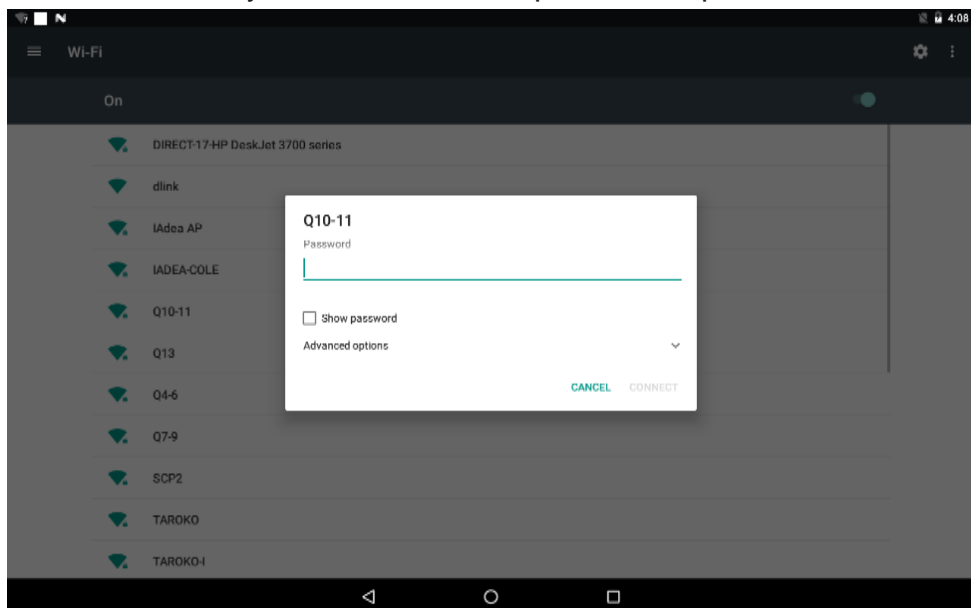 4:08
Wi-Fi
On
DIRECT-17-HP DeskJet 3700 series
dlink
IAdea AP
IADEA-COLE
Q10-11
Q13
Q4-6
Q7-9
SCP2
TAROKO
TAROKO-I
Q10-11
Password
Show password
Advanced options
CANCEL CONNECT